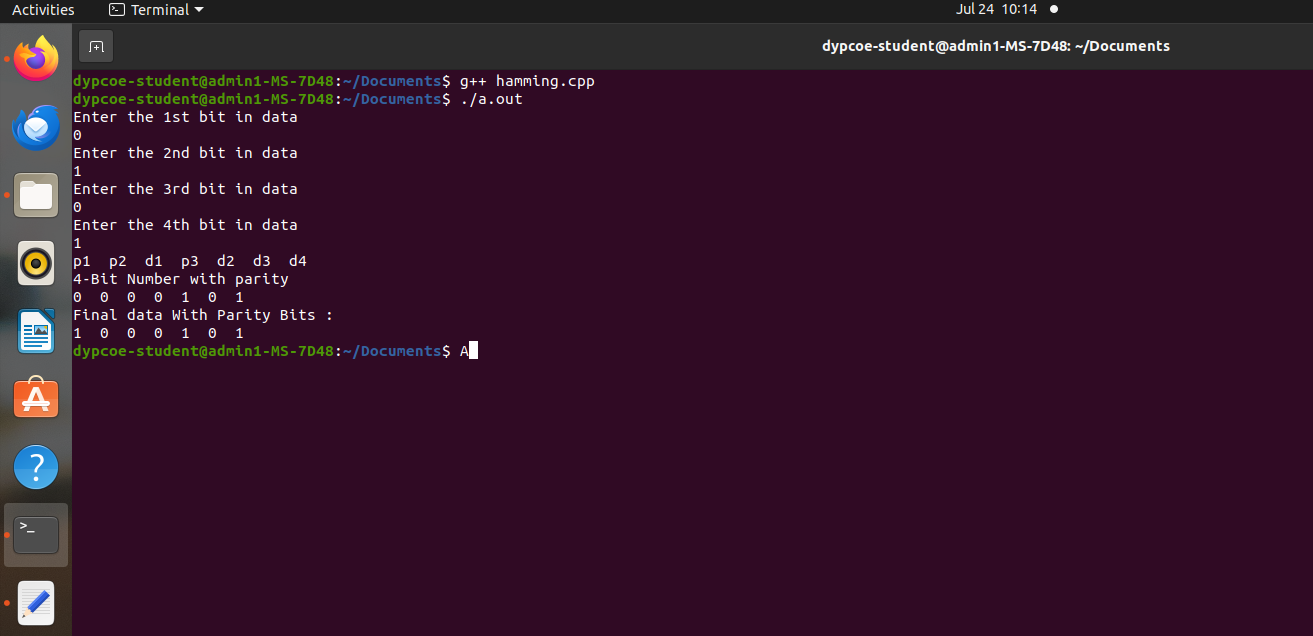 Activities Terminal Jul 24 10:14
dypcoe-student@admin1-MS-7D48: ~/Documents
dypcoe-student@admin1-MS-7D48:~/Documents$ g++ hamming.cpp
dypcoe-student@admin1-MS-7D48:~/Documents$ ./a.out
Enter the 1st bit in data
0
Enter the 2nd bit in data
1
Enter the 3rd bit in data
0
Enter the 4th bit in data
1
p1 p2 d1 p3 d2 d3 d4
4-Bit Number with parity
0 0 0 0 1 0 1
Final data With Parity Bits :
1 0 0 0 1 0 1
dypcoe-student@admin1-MS-7D48:~/Documents$ A